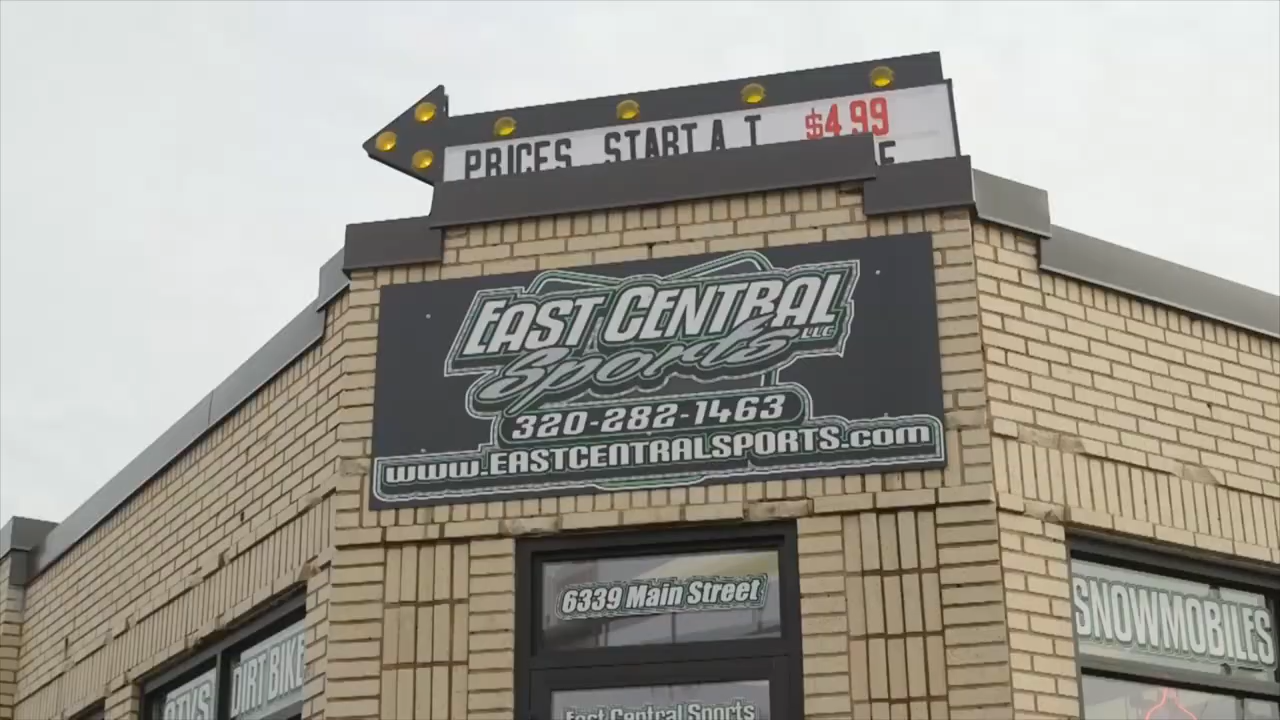 PRICES START AT $4.99
EAST CENTRAL
LLC
Sports
320-282-1463
www.EASTCENTRALSPORTS.com
6339 Main Street
East Central Sports
SNOWMOBILES
DIRT BIKE